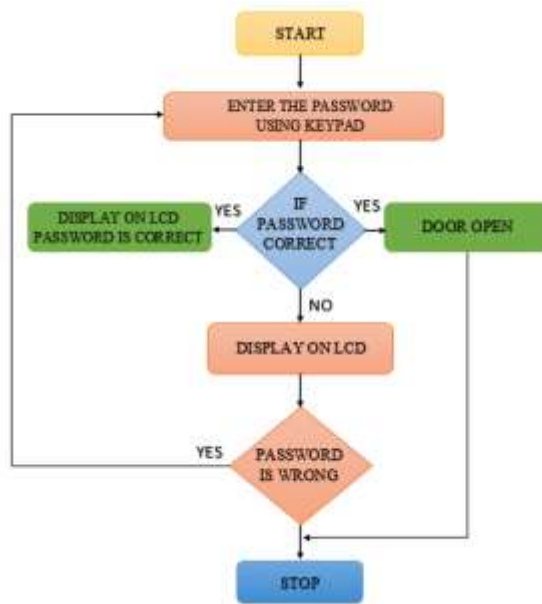 START
ENTER THE PASSWORD
USING KEYPAD
YES
IF
PASSWORD
CORRECT
YES
DISPLAY ON LCD
PASSWORD IS CORRECT
DOOR OPEN
NO
DISPLAY ON LCD
YES
PASSWORD
IS WRONG
STOP